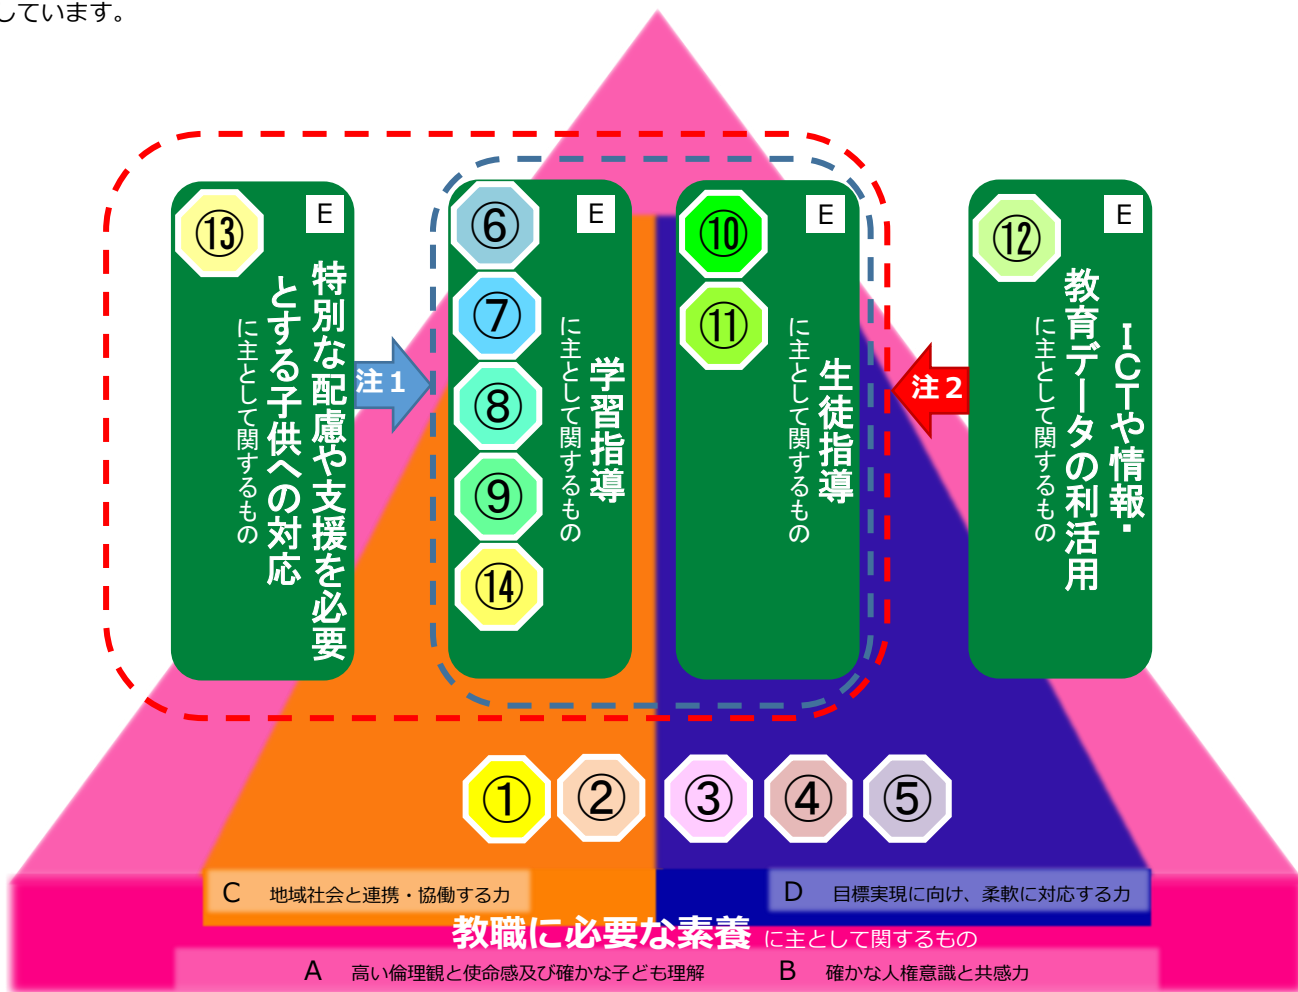 しています。
⑬
E
特別な配慮や支援を必要
とする子供への対応
に主として関するもの
注１
⑥
⑦
⑧
⑨
⑭
E
学習指導
に主として関するもの
⑩
⑪
E
生徒指導
に主として関するもの
注２
⑫
E
ＩＣＴや情報・
教育データの利活用
に主として関するもの
① ② ③ ④ ⑤
C 地域社会と連携・協働する力
D 目標実現に向け、柔軟に対応する力
教職に必要な素養 に主として関するもの
A 高い倫理観と使命感及び確かな子ども理解
B 確かな人権意識と共感力